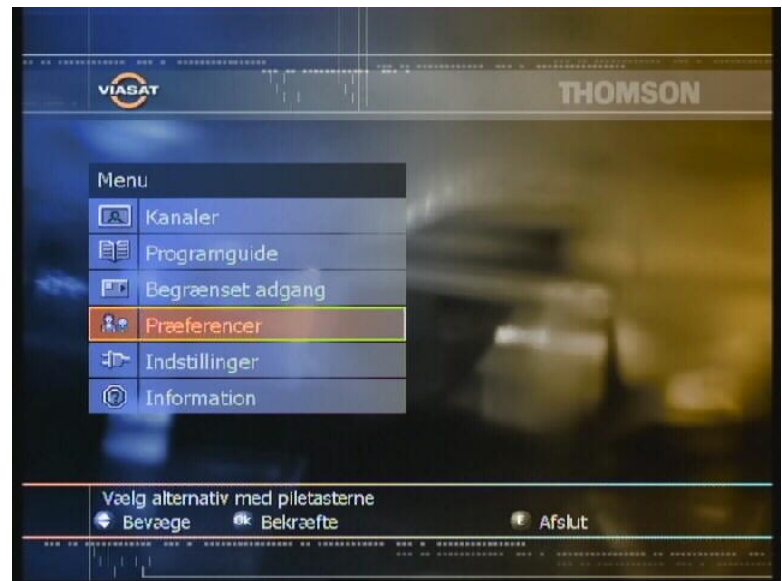 VIASAT
THOMSON
Menu
Kanaler
Programguide
Begrænset adgang
Præferencer
Indstillinger
Information
Vælg alternativ med piletasterne
Bevæge Ok Bekræfte E Afslut